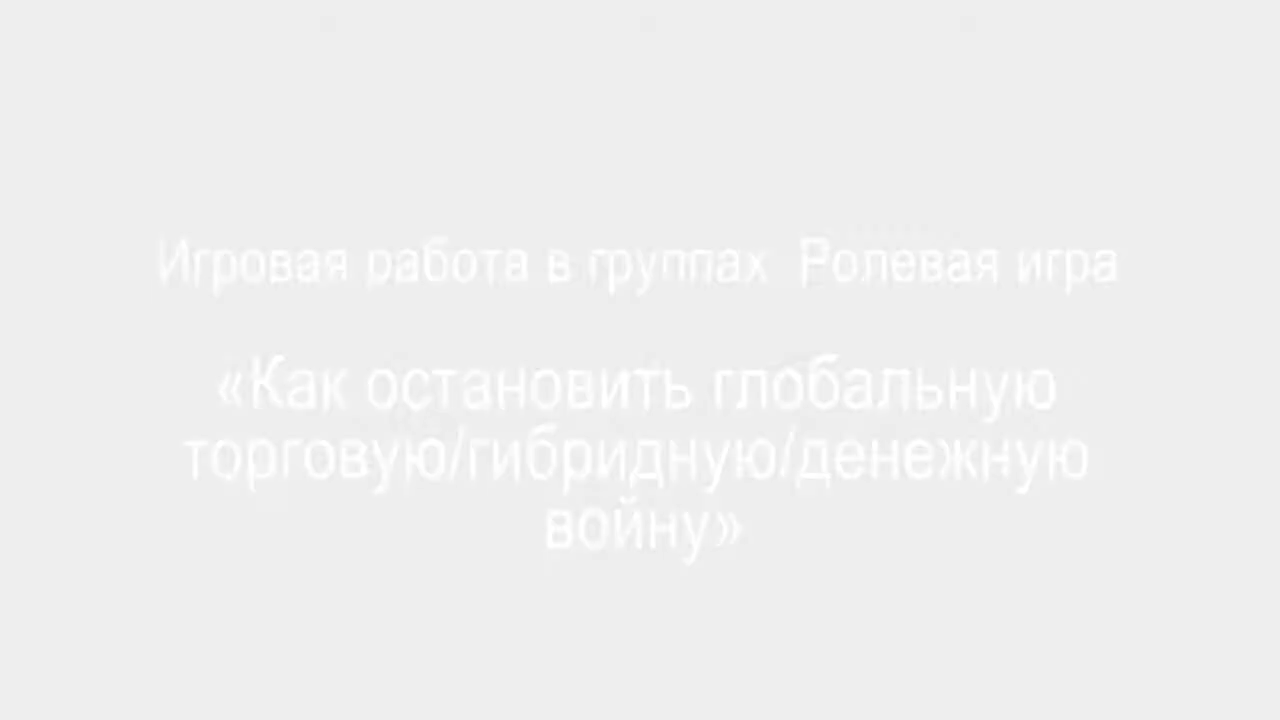 Игровая работа в группах Ролевая игра
«Как остановить глобальную
торговую/гибридную/денежную
войну»